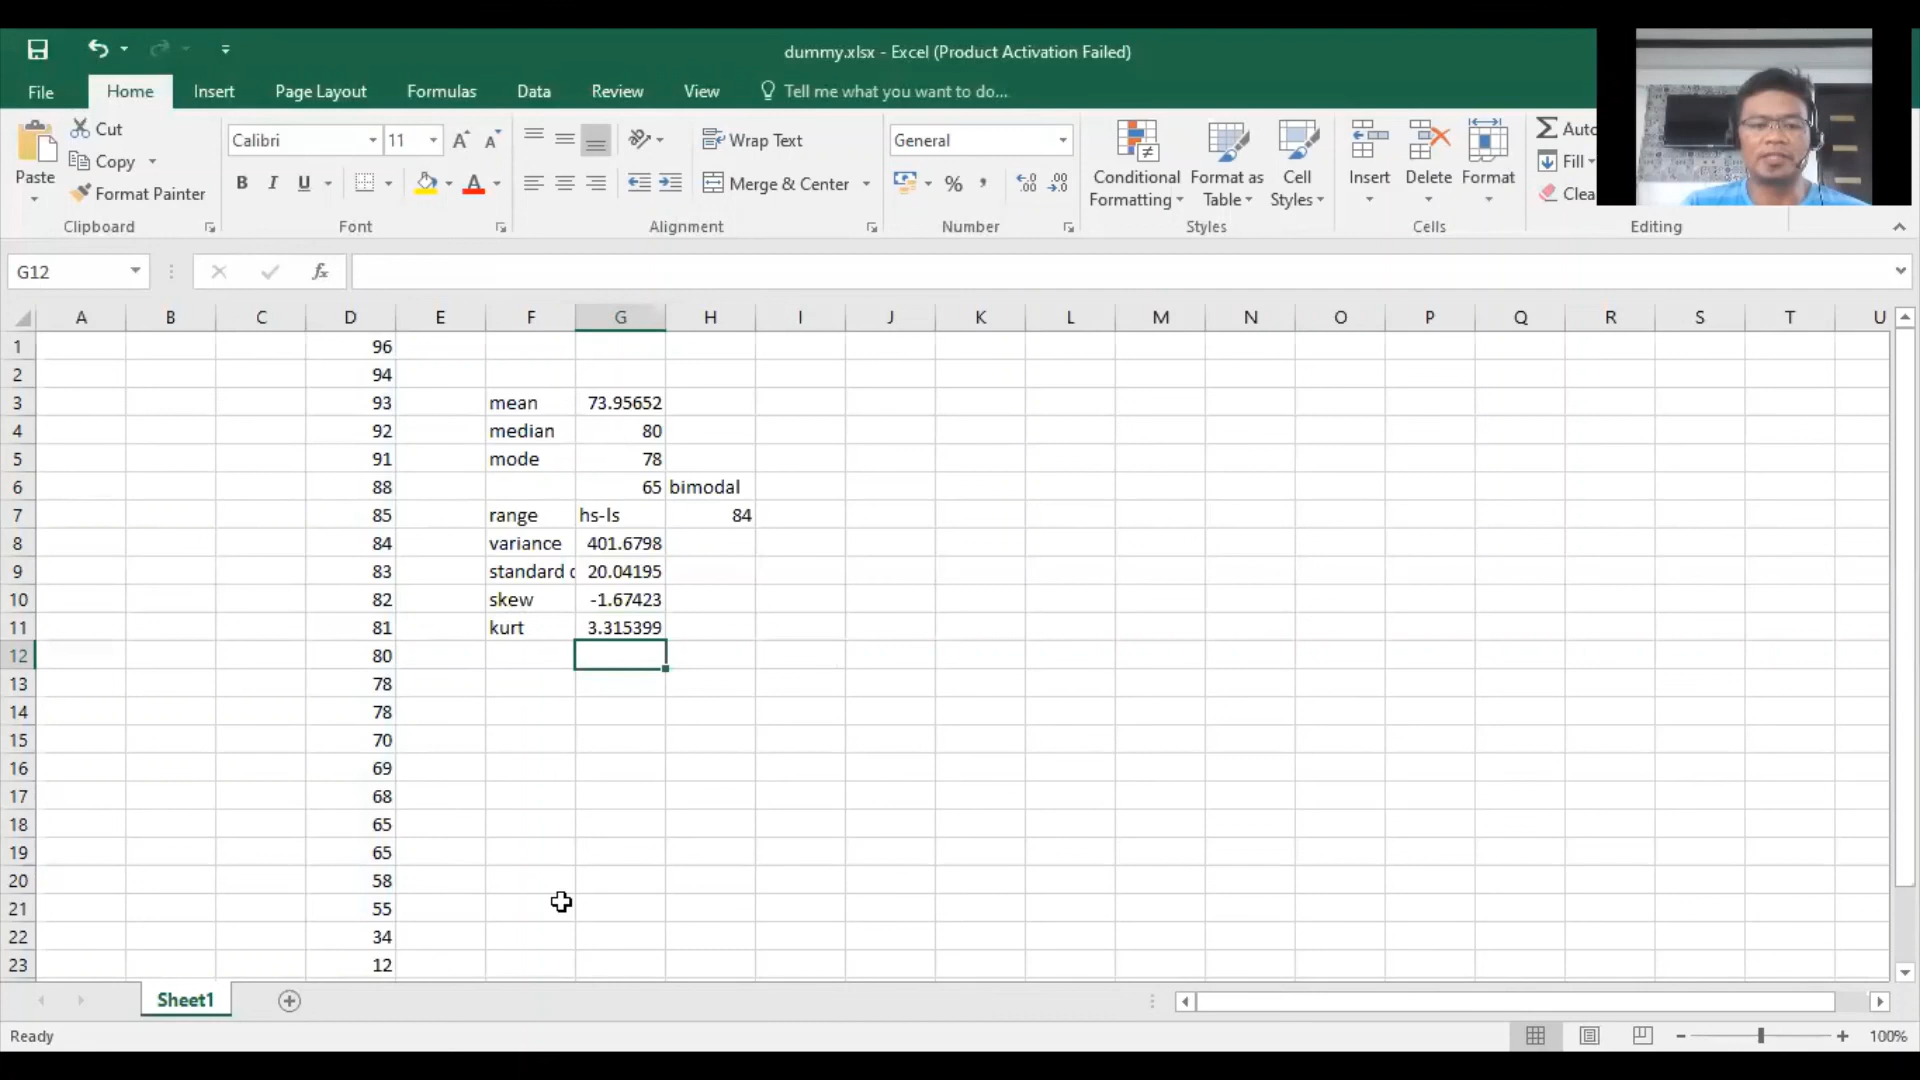 dummy.xlsx - Excel (Product Activation Failed)
File Home Insert Page Layout Formulas Data Review View Tell me what you want to do...
Paste Cut Copy Format Painter
Clipboard
Calibri 11
B I U A
Font
Wrap Text
Merge & Center
Alignment
General
%
Number
Conditional Formatting
Format as Table
Cell Styles
Styles
Insert Delete Format
Cells
Fill
Editing
G12 fx
A B C D E F G H I J K L M N O P Q R S T U
1 96
2 94
3 93 mean 73.95652
4 92 median 80
5 91 mode 78
6 88 65 bimodal
7 85 range hs-ls 84
8 84 variance 401.6798
9 83 standard 20.04195
10 82 skew -1.67423
11 81 kurt 3.315399
12 80
13 78
14 78
15 70
16 69
17 68
18 65
19 65
20 58
21 55
22 34
23 12
Sheet1
Ready 100%